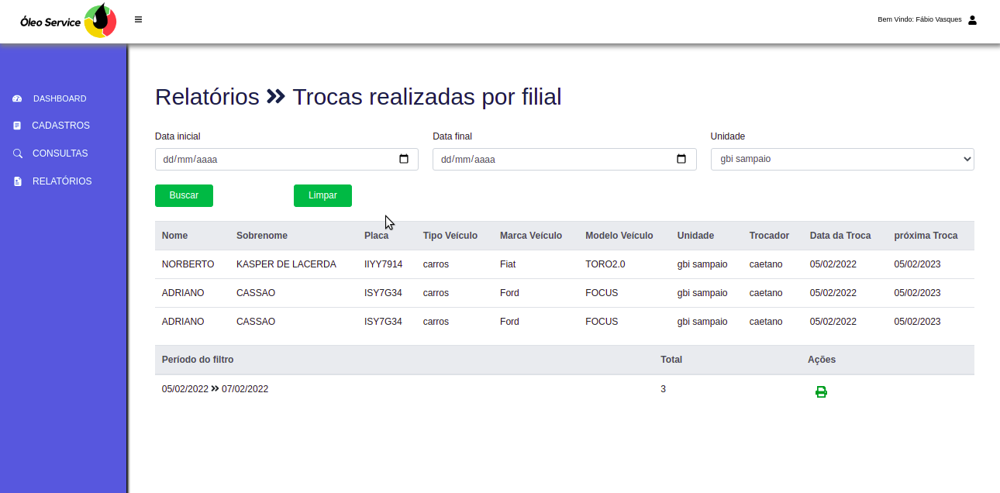 Óleo Service
Bem Vindo: Fábio Vasques
DASHBOARD
CADASTROS
CONSULTAS
RELATÓRIOS
Relatórios Trocas realizadas por filial
Data inicial Data final Unidade
dd/mm/aaaa dd/mm/aaaa gbi sampaio
Buscar Limpar
Nome Sobrenome Placa Tipo Veículo Marca Veículo Modelo Veículo Unidade Trocador Data da Troca próxima Troca
NORBERTO KASPER DE LACERDA IIYY7914 carros Fiat TORO2.0 gbi sampaio caetano 05/02/2022 05/02/2023
ADRIANO CASSAO ISY7G34 carros Ford FOCUS gbi sampaio caetano 05/02/2022 05/02/2023
ADRIANO CASSAO ISY7G34 carros Ford FOCUS gbi sampaio caetano 05/02/2022 05/02/2023
Período do filtro Total Ações
05/02/2022 07/02/2022 3